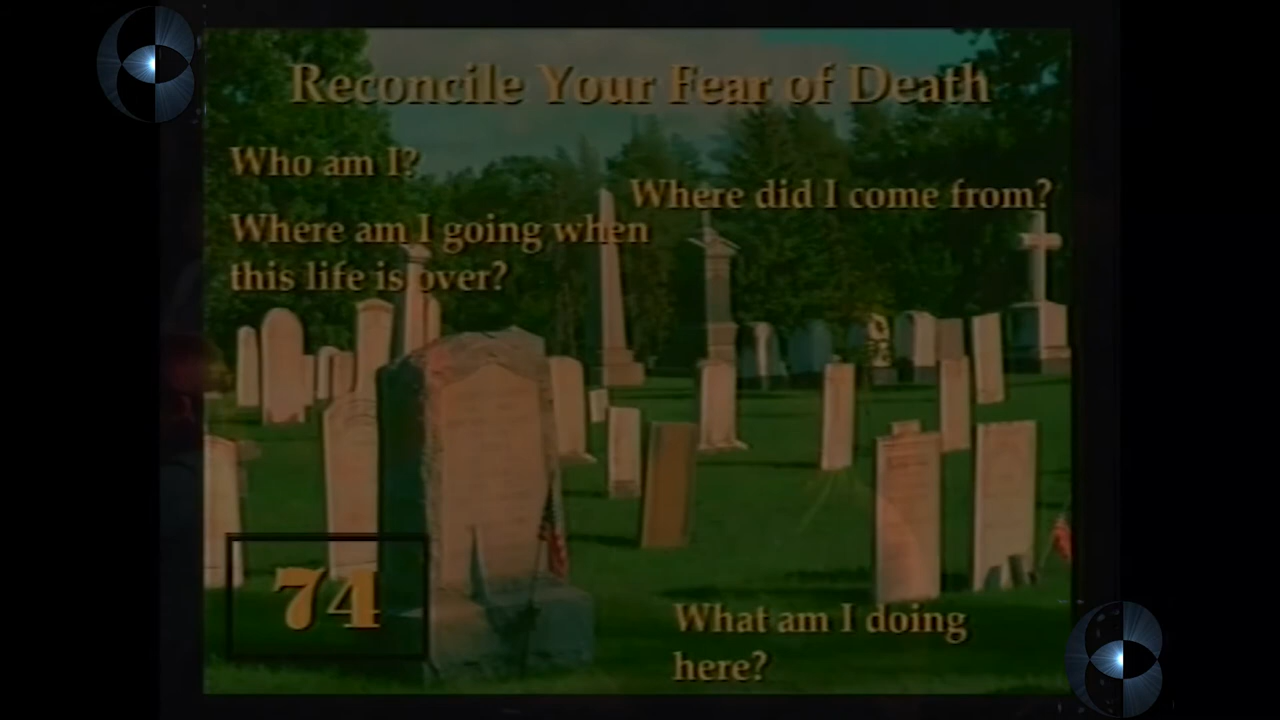 Reconcile Your Fear of Death
Who am I?
Where did I come from?
Where am I going when
this life is over?
74
What am I doing
here?